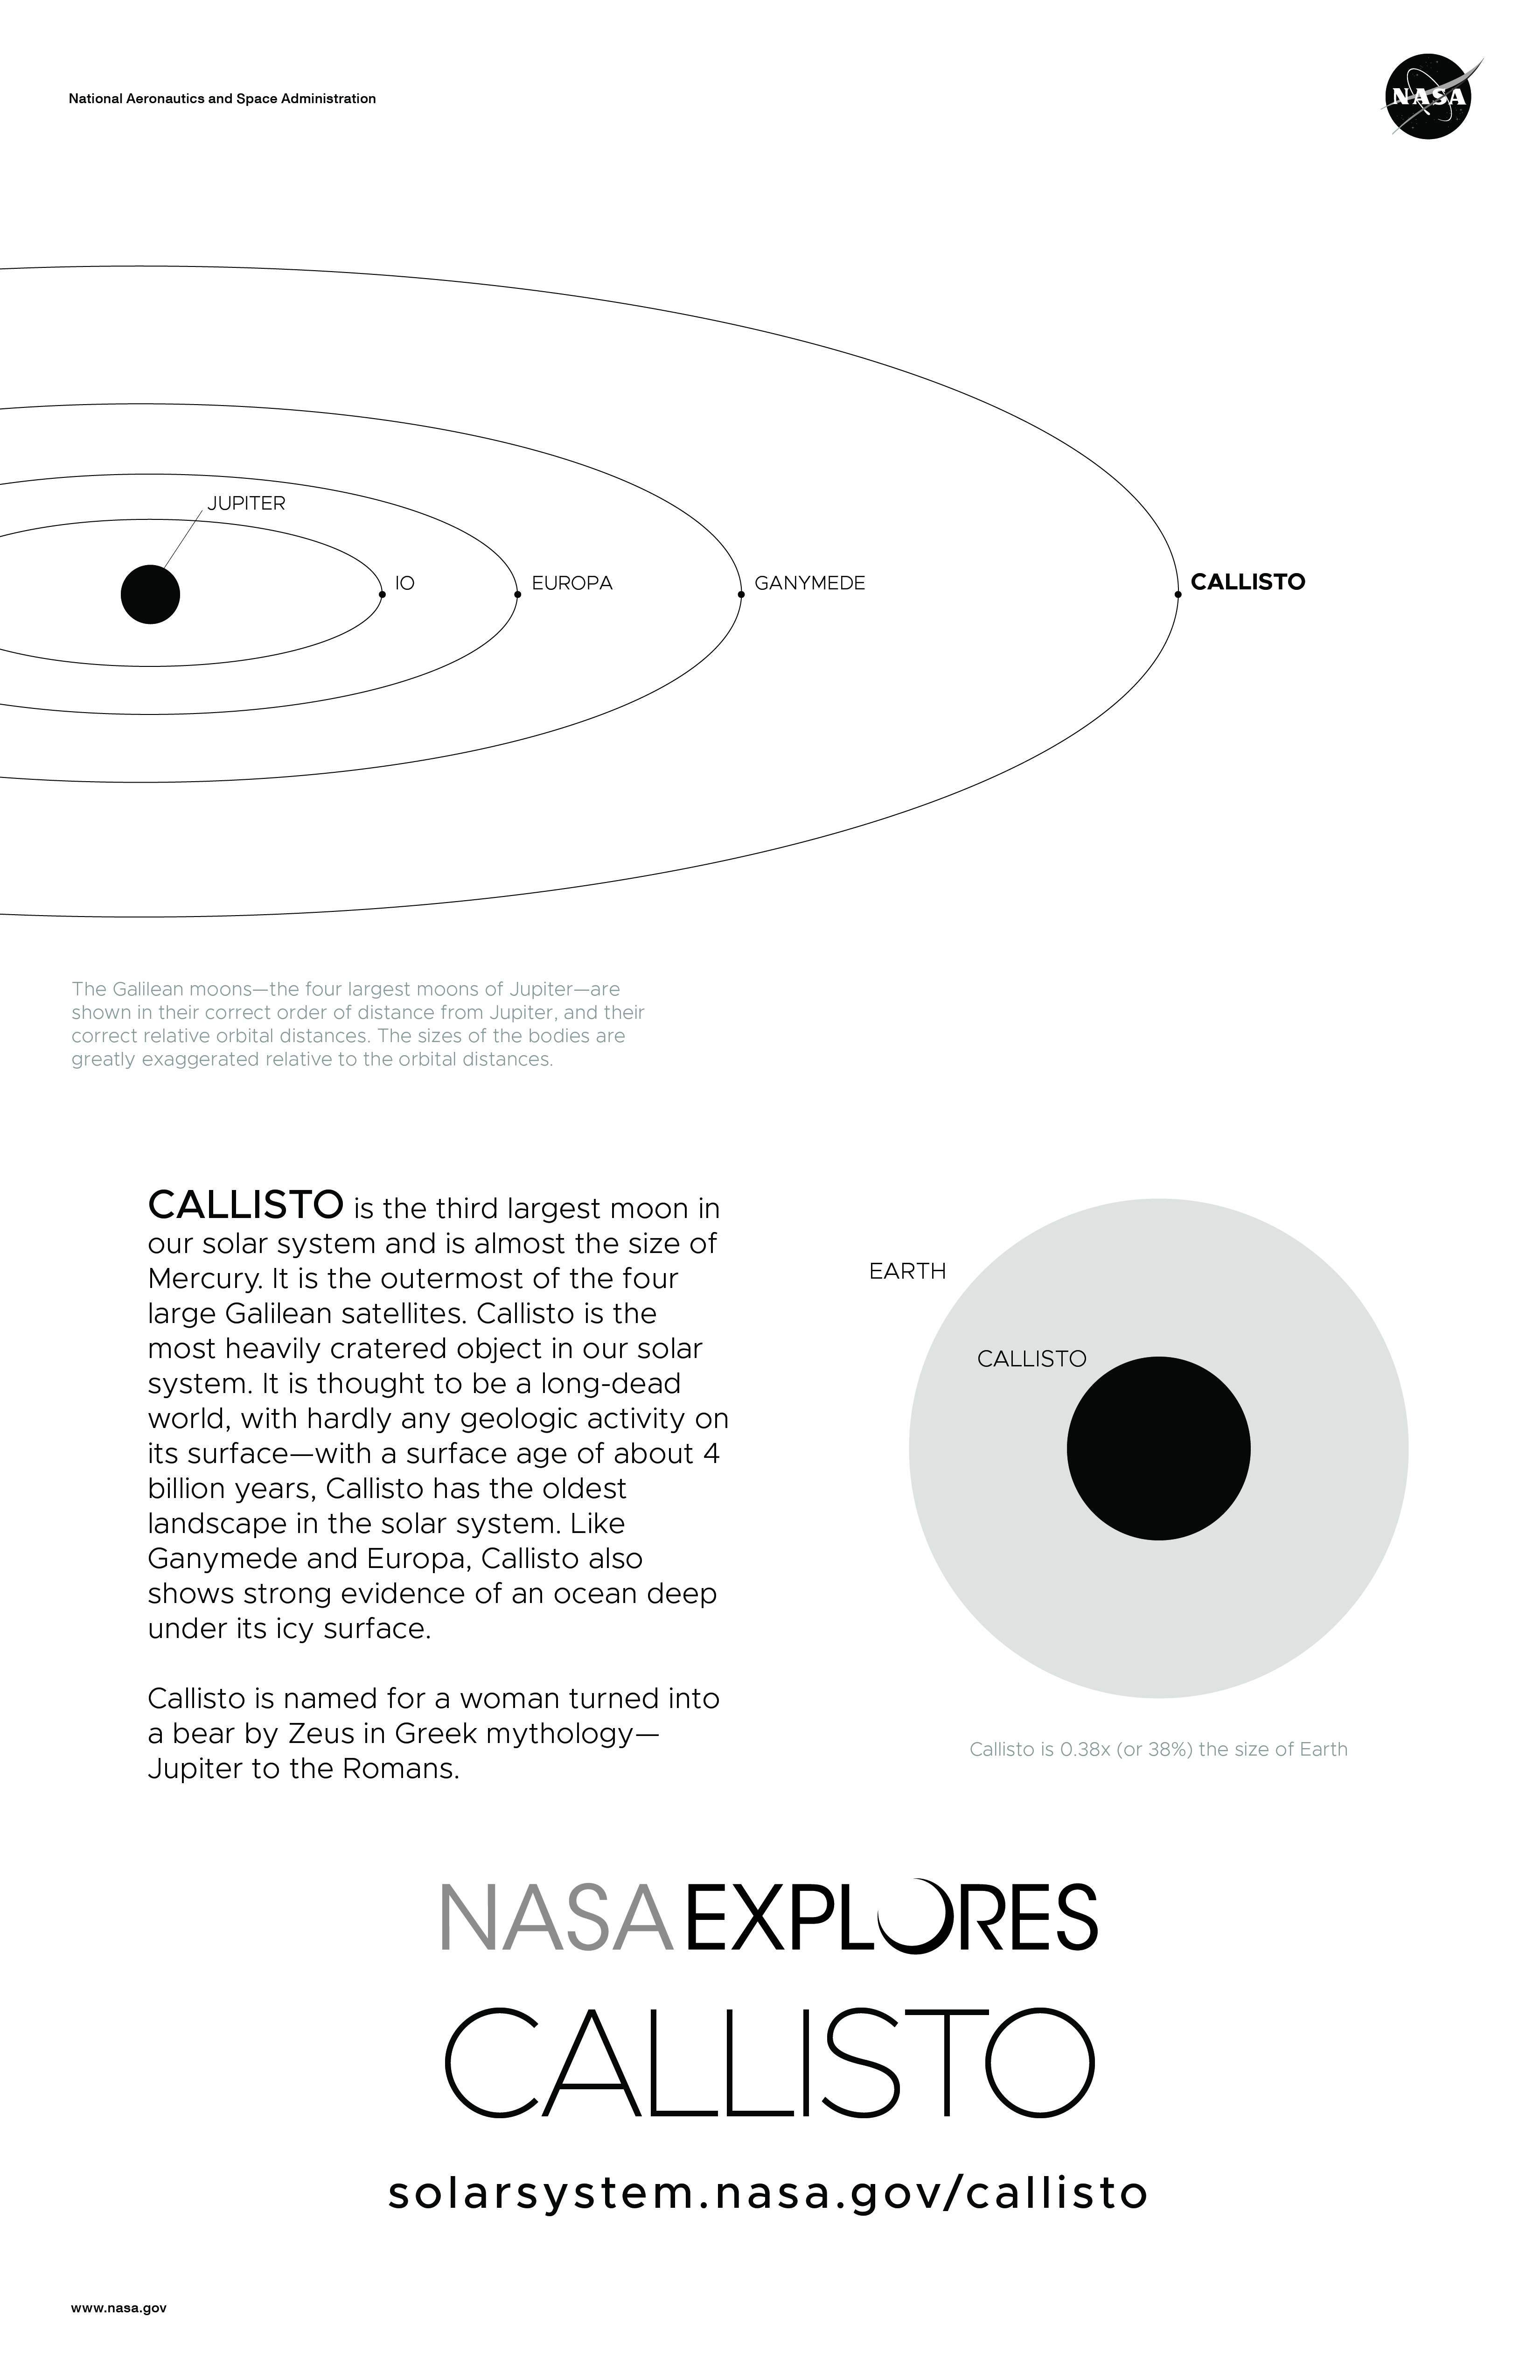 National Aeronautics and Space Administration
NASA
JUPITER
IO
EUROPA
GANYMEDE
CALLISTO
The Galilean moons—the four largest moons of Jupiter—are
shown in their correct order of distance from Jupiter, and their
correct relative orbital distances. The sizes of the bodies are
greatly exaggerated relative to the orbital distances.
CALLISTO is the third largest moon in
our solar system and is almost the size of
Mercury. It is the outermost of the four
large Galilean satellites. Callisto is the
most heavily cratered object in our solar
system. It is thought to be a long-dead
world, with hardly any geologic activity on
its surface—with a surface age of about 4
billion years, Callisto has the oldest
landscape in the solar system. Like
Ganymede and Europa, Callisto also
shows strong evidence of an ocean deep
under its icy surface.
Callisto is named for a woman turned into
a bear by Zeus in Greek mythology—
Jupiter to the Romans.
EARTH
CALLISTO
Callisto is 0.38x (or 38%) the size of Earth
NASA EXPLORES
CALLISTO
solarsystem.nasa.gov/callisto
www.nasa.gov